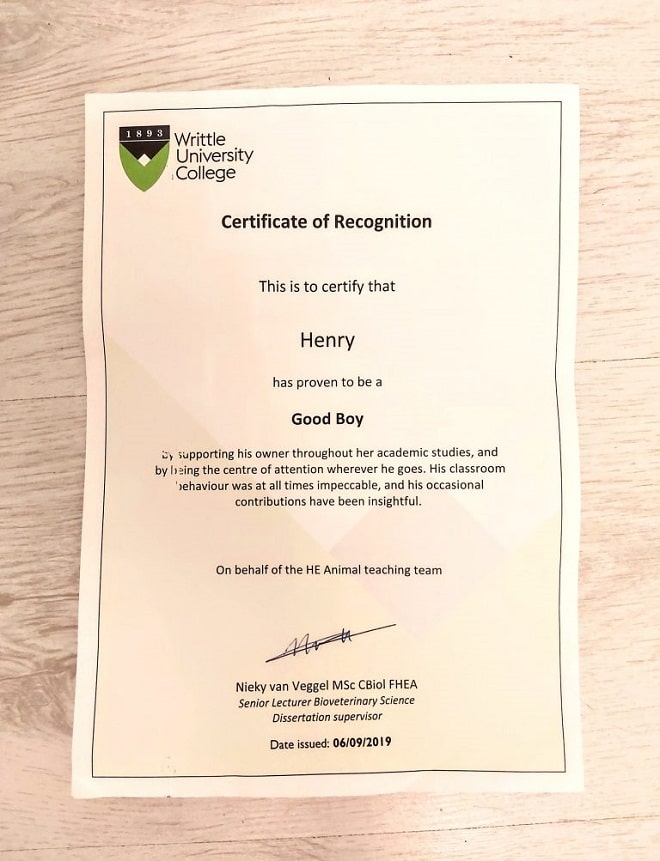 1893
Writtle
University
College
Certificate of Recognition
This is to certify that
Henry
has proven to be a
Good Boy
by supporting his owner throughout her academic studies, and
by being the centre of attention wherever he goes. His classroom
behaviour was at all times impeccable, and his occasional
contributions have been insightful.
On behalf of the HE Animal teaching team
Nieky van Veggel MSc CBiol FHEA
Senior Lecturer Bioveterinary Science
Dissertation supervisor
Date issued: 06/09/2019